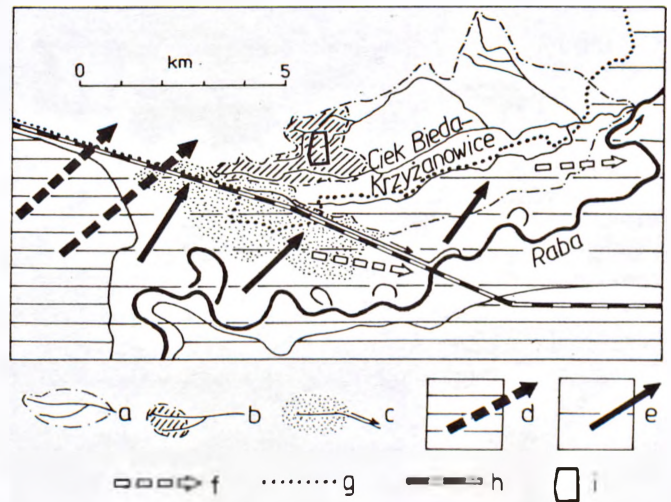 0 km 5
Ciek Bieda-
Krzyżanowice
Raba
a b c d e
f g h i